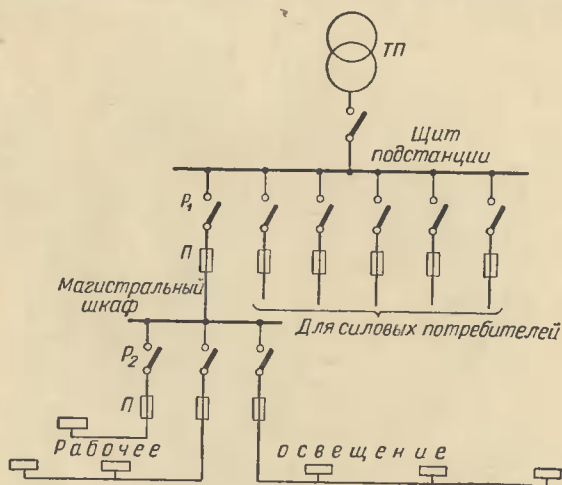 ТП
Щит
подстанции
Р₁
П
Магистральный
шкаф
Для силовых потребителей
Р₂
П
Рабочее освещение